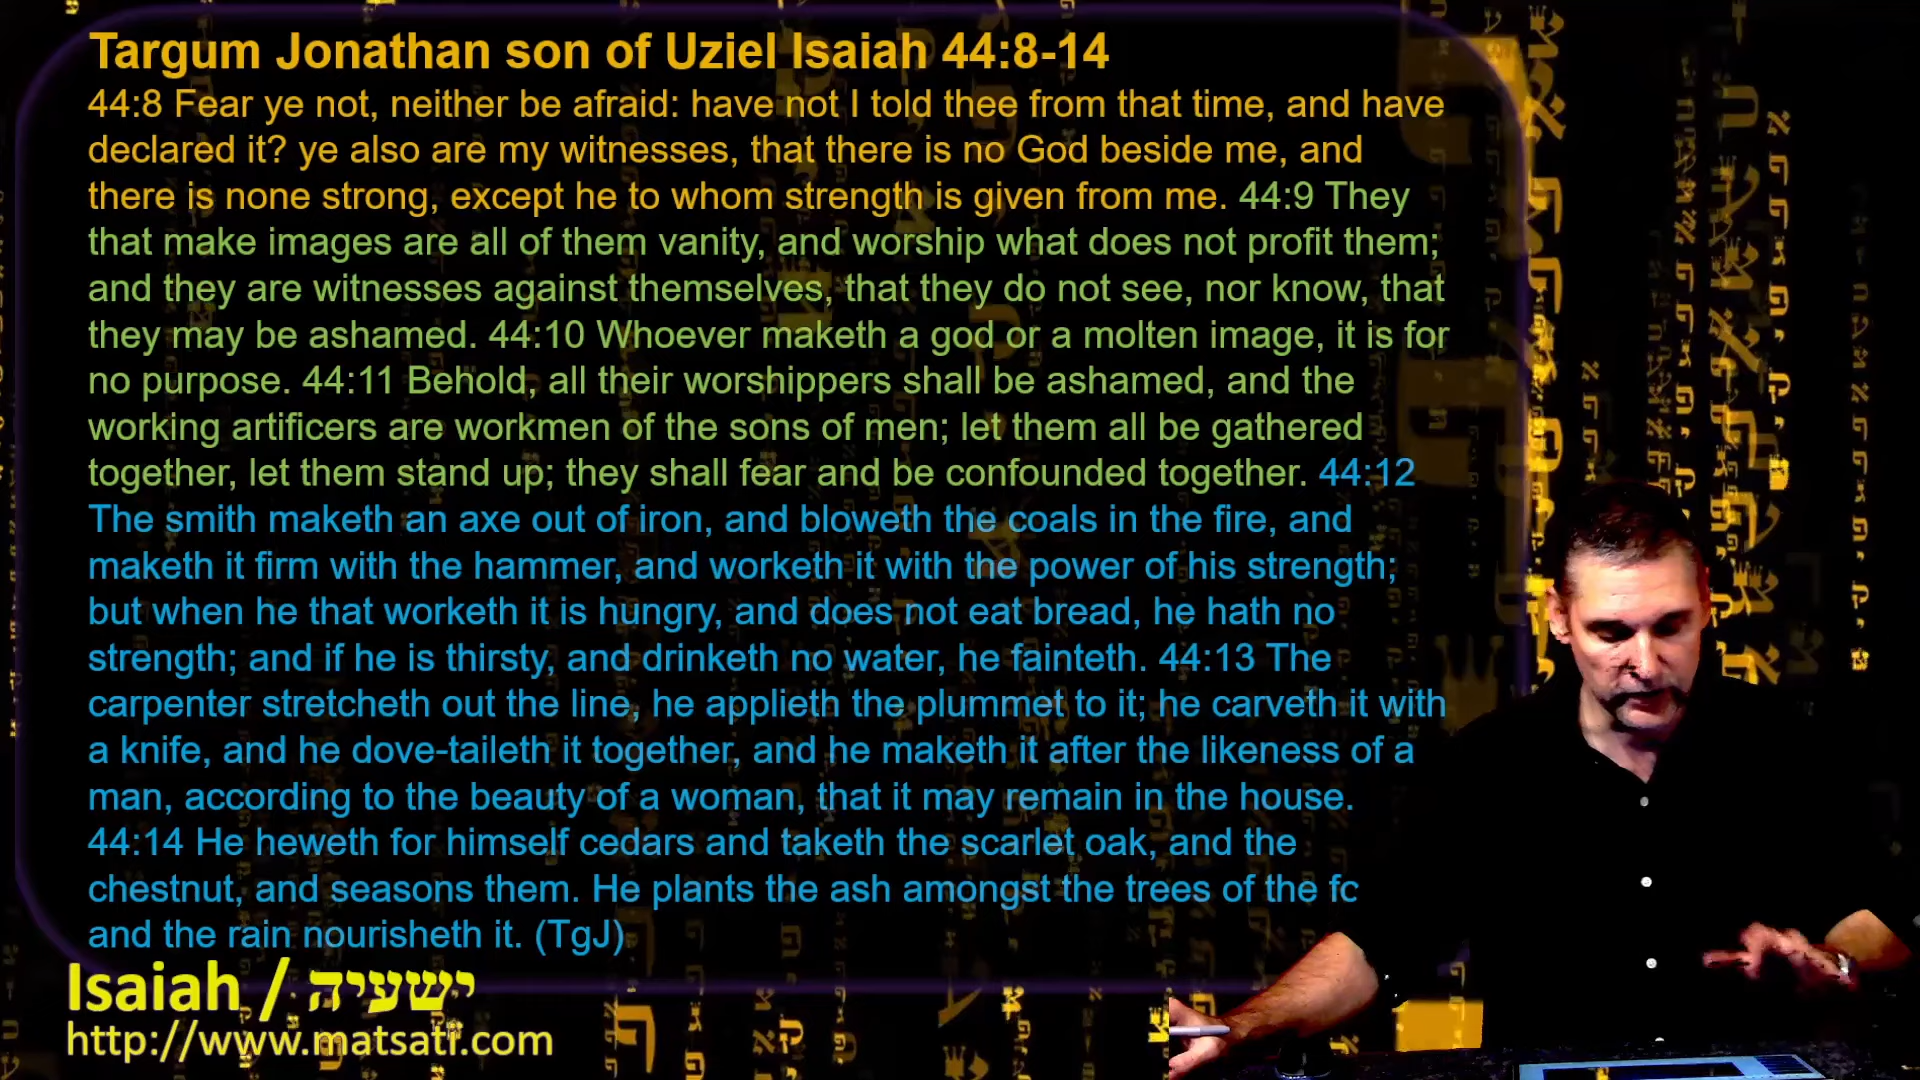 Targum Jonathan son of Uziel Isaiah 44:8-14
44:8 Fear ye not, neither be afraid: have not I told thee from that time, and have
declared it? ye also are my witnesses, that there is no God beside me, and
there is none strong, except he to whom strength is given from me. 44:9 They
that make images are all of them vanity, and worship what does not profit them;
and they are witnesses against themselves, that they do not see, nor know, that
they may be ashamed. 44:10 Whoever maketh a god or a molten image, it is for
no purpose. 44:11 Behold, all their worshippers shall be ashamed, and the
working artificers are workmen of the sons of men; let them all be gathered
together, let them stand up; they shall fear and be confounded together. 44:12
The smith maketh an axe out of iron, and bloweth the coals in the fire, and
maketh it firm with the hammer, and worketh it with the power of his strength;
but when he that worketh it is hungry, and does not eat bread, he hath no
strength; and if he is thirsty, and drinketh no water, he fainteth. 44:13 The
carpenter stretcheth out the line, he applieth the plummet to it; he carveth it with
a knife, and he dove-taileth it together, and he maketh it after the likeness of a
man, according to the beauty of a woman, that it may remain in the house.
44:14 He heweth for himself cedars and taketh the scarlet oak, and the
chestnut, and seasons them. He plants the ash amongst the trees of the
and the rain nourisheth it. (TgJ)
Isaiah / ישעיה
http://www.matsati.com